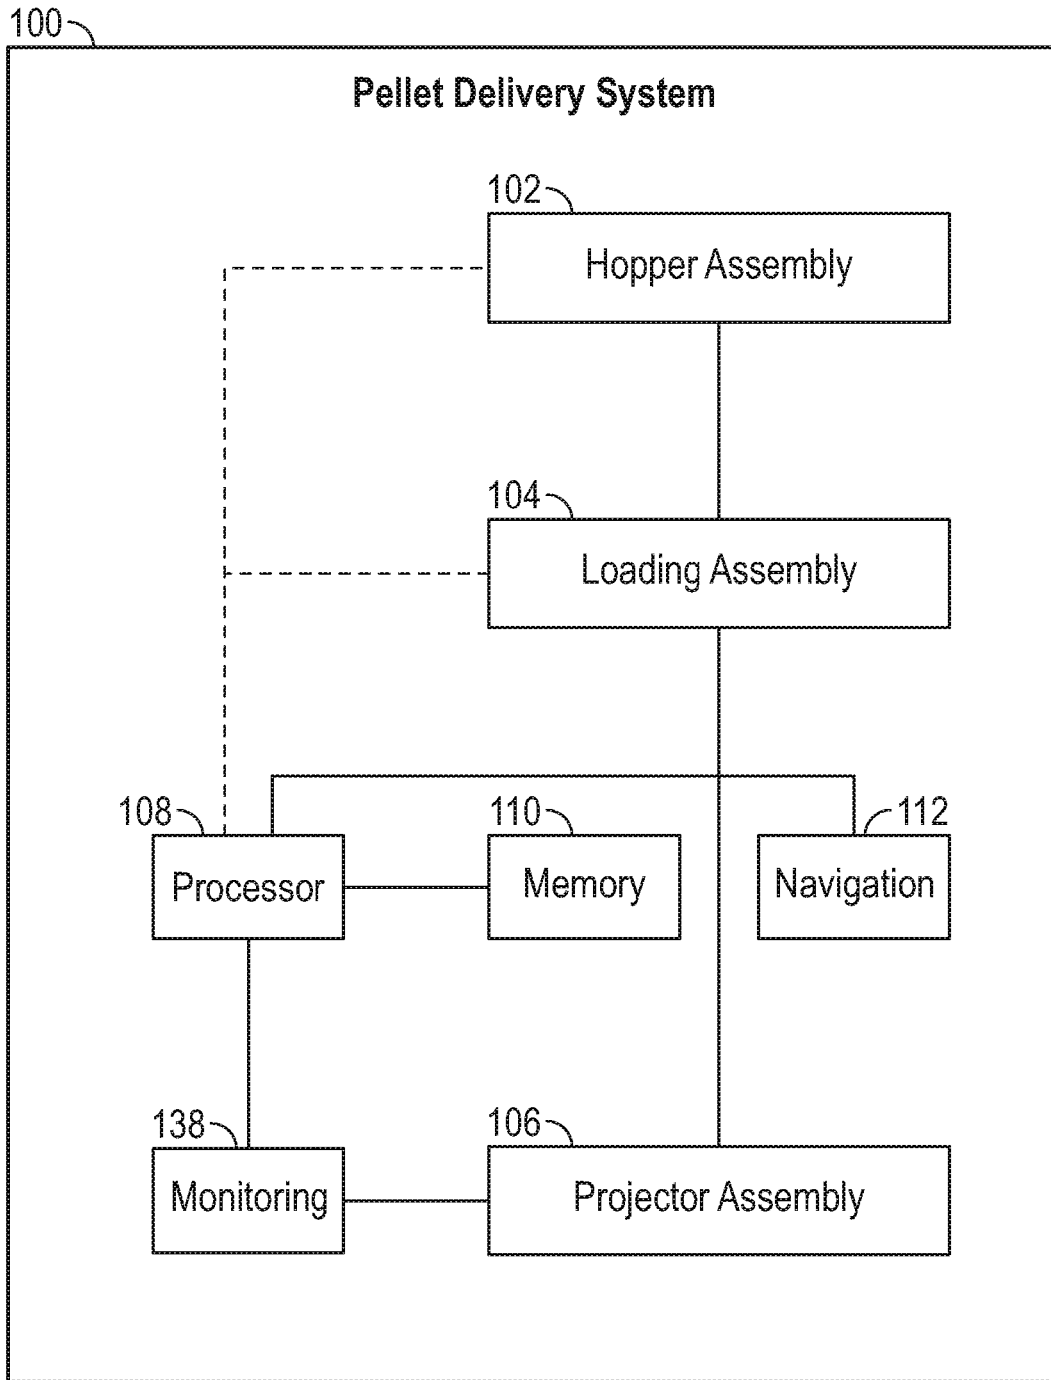 100
Pellet Delivery System
102
Hopper Assembly
104
Loading Assembly
108
110
112
Processor
Memory
Navigation
138
106
Monitoring
Projector Assembly